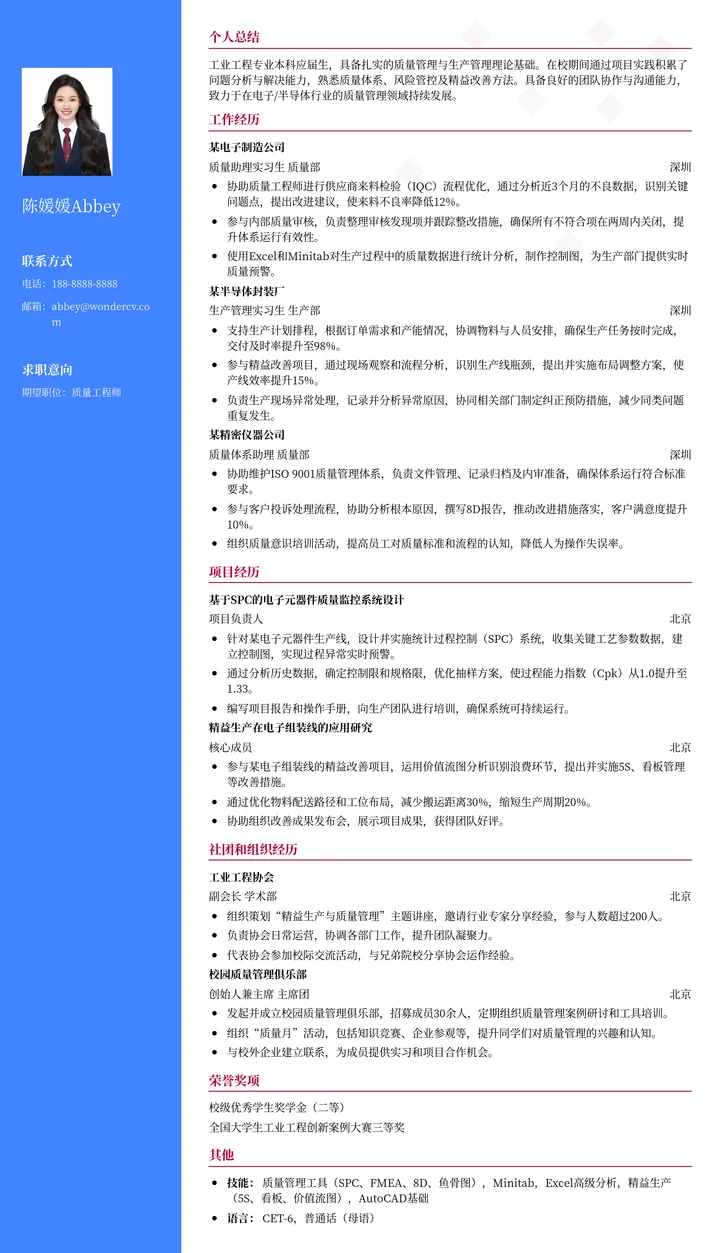 陈媛媛Abbey
联系方式
电话：188-8888-8888
邮箱：abbey@wondercv.co
m
求职意向
期望职位：质量工程师
个人总结
工业工程专业本科应届生，具备扎实的质量管理与生产管理理论基础。在校期间通过项目实践积累了
问题分析与解决能力，熟悉质量体系、风险管控及精益改善方法。具备良好的团队协作与沟通能力，
致力于在电子/半导体行业的质量管理领域持续发展。
工作经历
某电子制造公司
质量助理实习生 质量部 深圳
• 协助质量工程师进行供应商来料检验（IQC）流程优化，通过分析近3个月的不良数据，识别关键
问题点，提出改进建议，使来料不良率降低12%。
• 参与内部质量审核，负责整理审核发现项并跟踪整改措施，确保所有不符合项在两周内关闭，提
升体系运行有效性。
• 使用Excel和Minitab对生产过程中的质量数据进行统计分析，制作控制图，为生产部门提供实时
质量预警。
某半导体封装厂
生产管理实习生 生产部 深圳
• 支持生产计划排程，根据订单需求和产能情况，协调物料与人员安排，确保生产任务按时完成，
交付及时率提升至98%。
• 参与精益改善项目，通过现场观察和流程分析，识别生产线瓶颈，提出并实施布局调整方案，使
产线效率提升15%。
• 负责生产现场异常处理，记录并分析异常原因，协同相关部门制定纠正预防措施，减少同类问题
重复发生。
某精密仪器公司
质量体系助理 质量部 深圳
• 协助维护ISO 9001质量管理体系，负责文件管理、记录归档及内审准备，确保体系运行符合标准
要求。
• 参与客户投诉处理流程，协助分析根本原因，撰写8D报告，推动改进措施落实，客户满意度提升
10%。
• 组织质量意识培训活动，提高员工对质量标准和流程的认知，降低人为操作失误率。
项目经历
基于SPC的电子元器件质量监控系统设计
项目负责人 北京
• 针对某电子元器件生产线，设计并实施统计过程控制（SPC）系统，收集关键工艺参数数据，建
立控制图，实现过程异常实时预警。
• 通过分析历史数据，确定控制限和规格限，优化抽样方案，使过程能力指数（Cpk）从1.0提升至
1.33。
• 编写项目报告和操作手册，向生产团队进行培训，确保系统可持续运行。
精益生产在电子组装线的应用研究
核心成员 北京
• 参与某电子组装线的精益改善项目，运用价值流图分析识别浪费环节，提出并实施5S、看板管理
等改善措施。
• 通过优化物料配送路径和工位布局，减少搬运距离30%，缩短生产周期20%。
• 协助组织改善成果发布会，展示项目成果，获得团队好评。
社团和组织经历
工业工程协会
副会长 学术部 北京
• 组织策划“精益生产与质量管理”主题讲座，邀请行业专家分享经验，参与人数超过200人。
• 负责协会日常运营，协调各部门工作，提升团队凝聚力。
• 代表协会参加校际交流活动，与兄弟院校分享协会运作经验。
校园质量管理俱乐部
创始人兼主席 主席团 北京
• 发起并成立校园质量管理俱乐部，招募成员30余人，定期组织质量管理案例研讨和工具培训。
• 组织“质量月”活动，包括知识竞赛、企业参观等，提升同学们对质量管理的兴趣和认知。
• 与校外企业建立联系，为成员提供实习和项目合作机会。
荣誉奖项
校级优秀学生奖学金（二等）
全国大学生工业工程创新案例大赛三等奖
其他
• 技能： 质量管理工具（SPC、FMEA、8D、鱼骨图），Minitab，Excel高级分析，精益生产
（5S、看板、价值流图），AutoCAD基础
• 语言： CET-6，普通话（母语）